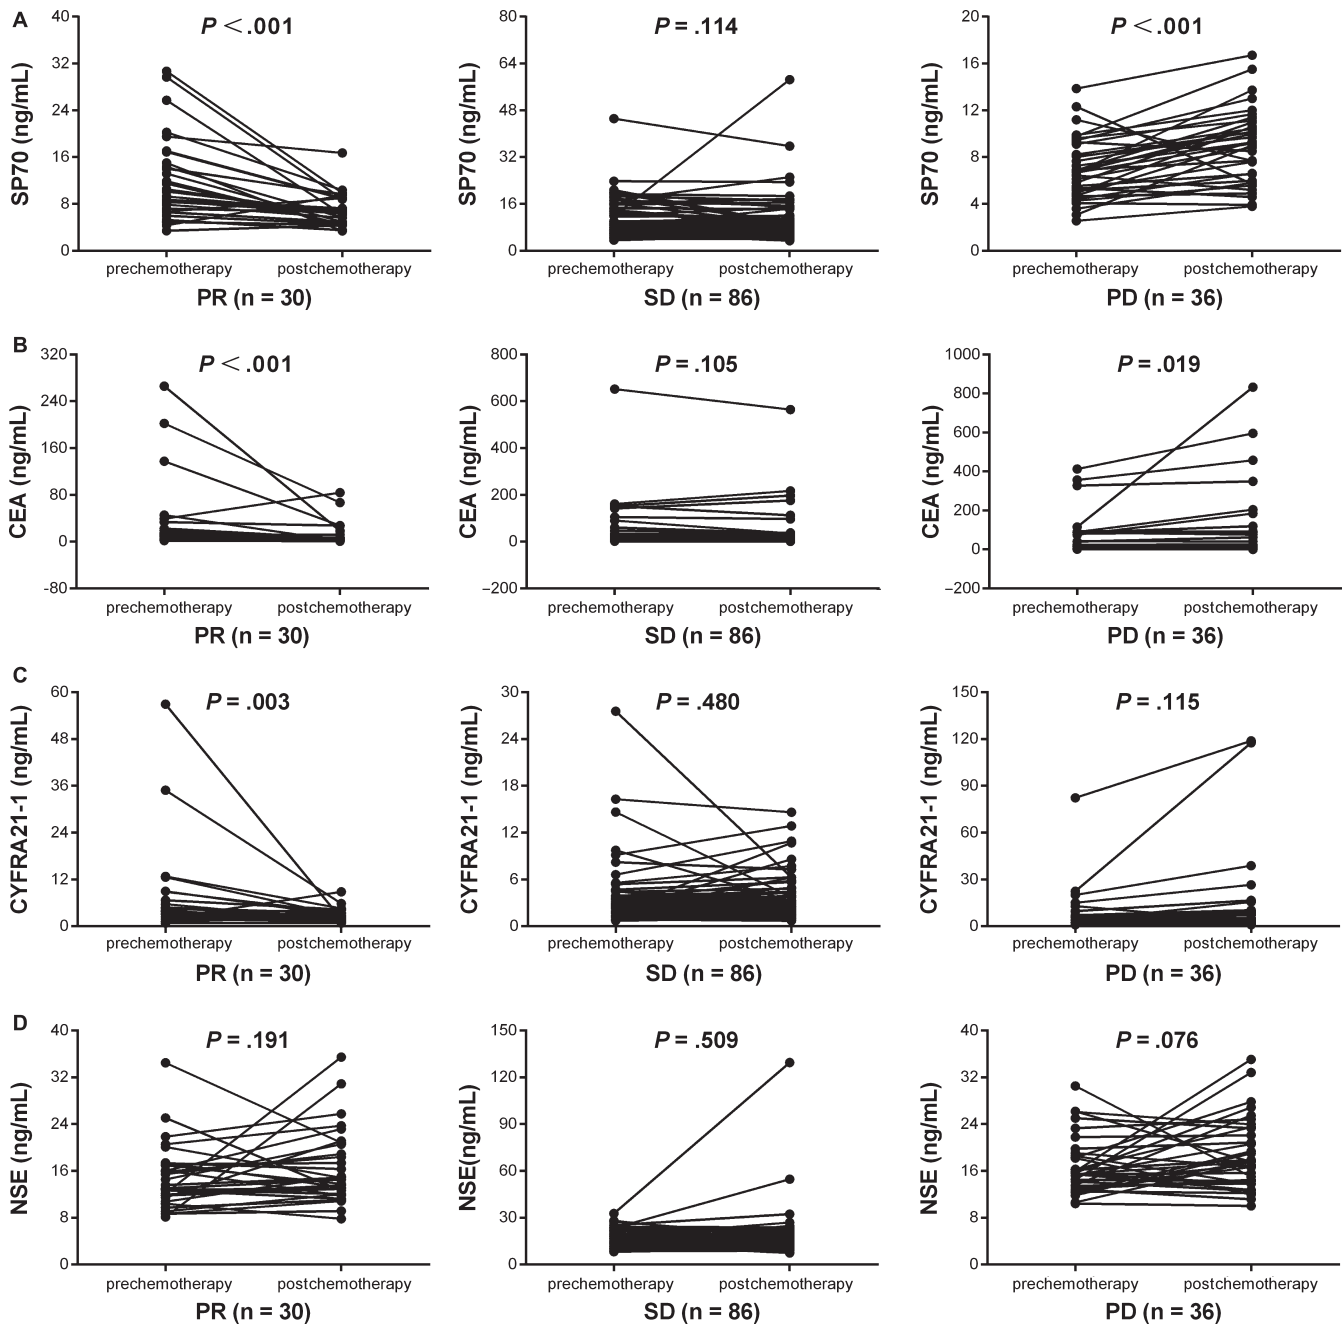 A
P < .001
SP70 (ng/mL)
40
32
24
16
8
0
prechemotherapy postchemotherapy
PR (n = 30)
P = .114
SP70 (ng/mL)
80
64
48
32
16
0
prechemotherapy postchemotherapy
SD (n = 86)
P < .001
SP70 (ng/mL)
20
16
12
8
4
0
prechemotherapy postchemotherapy
PD (n = 36)
B
P < .001
CEA (ng/mL)
320
240
160
80
0
-80
prechemotherapy postchemotherapy
PR (n = 30)
P = .105
CEA (ng/mL)
800
600
400
200
0
–200
prechemotherapy postchemotherapy
SD (n = 86)
P = .019
CEA (ng/mL)
1000
800
600
400
200
0
–200
prechemotherapy postchemotherapy
PD (n = 36)
C
P = .003
CYFRA21-1 (ng/mL)
60
48
36
24
12
0
prechemotherapy postchemotherapy
PR (n = 30)
P = .480
CYFRA21-1 (ng/mL)
30
24
18
12
6
0
prechemotherapy postchemotherapy
SD (n = 86)
P = .115
CYFRA21-1 (ng/mL)
150
120
90
60
30
0
prechemotherapy postchemotherapy
PD (n = 36)
D
P = .191
NSE (ng/mL)
40
32
24
16
8
0
prechemotherapy postchemotherapy
PR (n = 30)
P = .509
NSE(ng/mL)
150
120
90
60
30
0
prechemotherapy postchemotherapy
SD (n = 86)
P = .076
NSE (ng/mL)
40
32
24
16
8
0
prechemotherapy postchemotherapy
PD (n = 36)